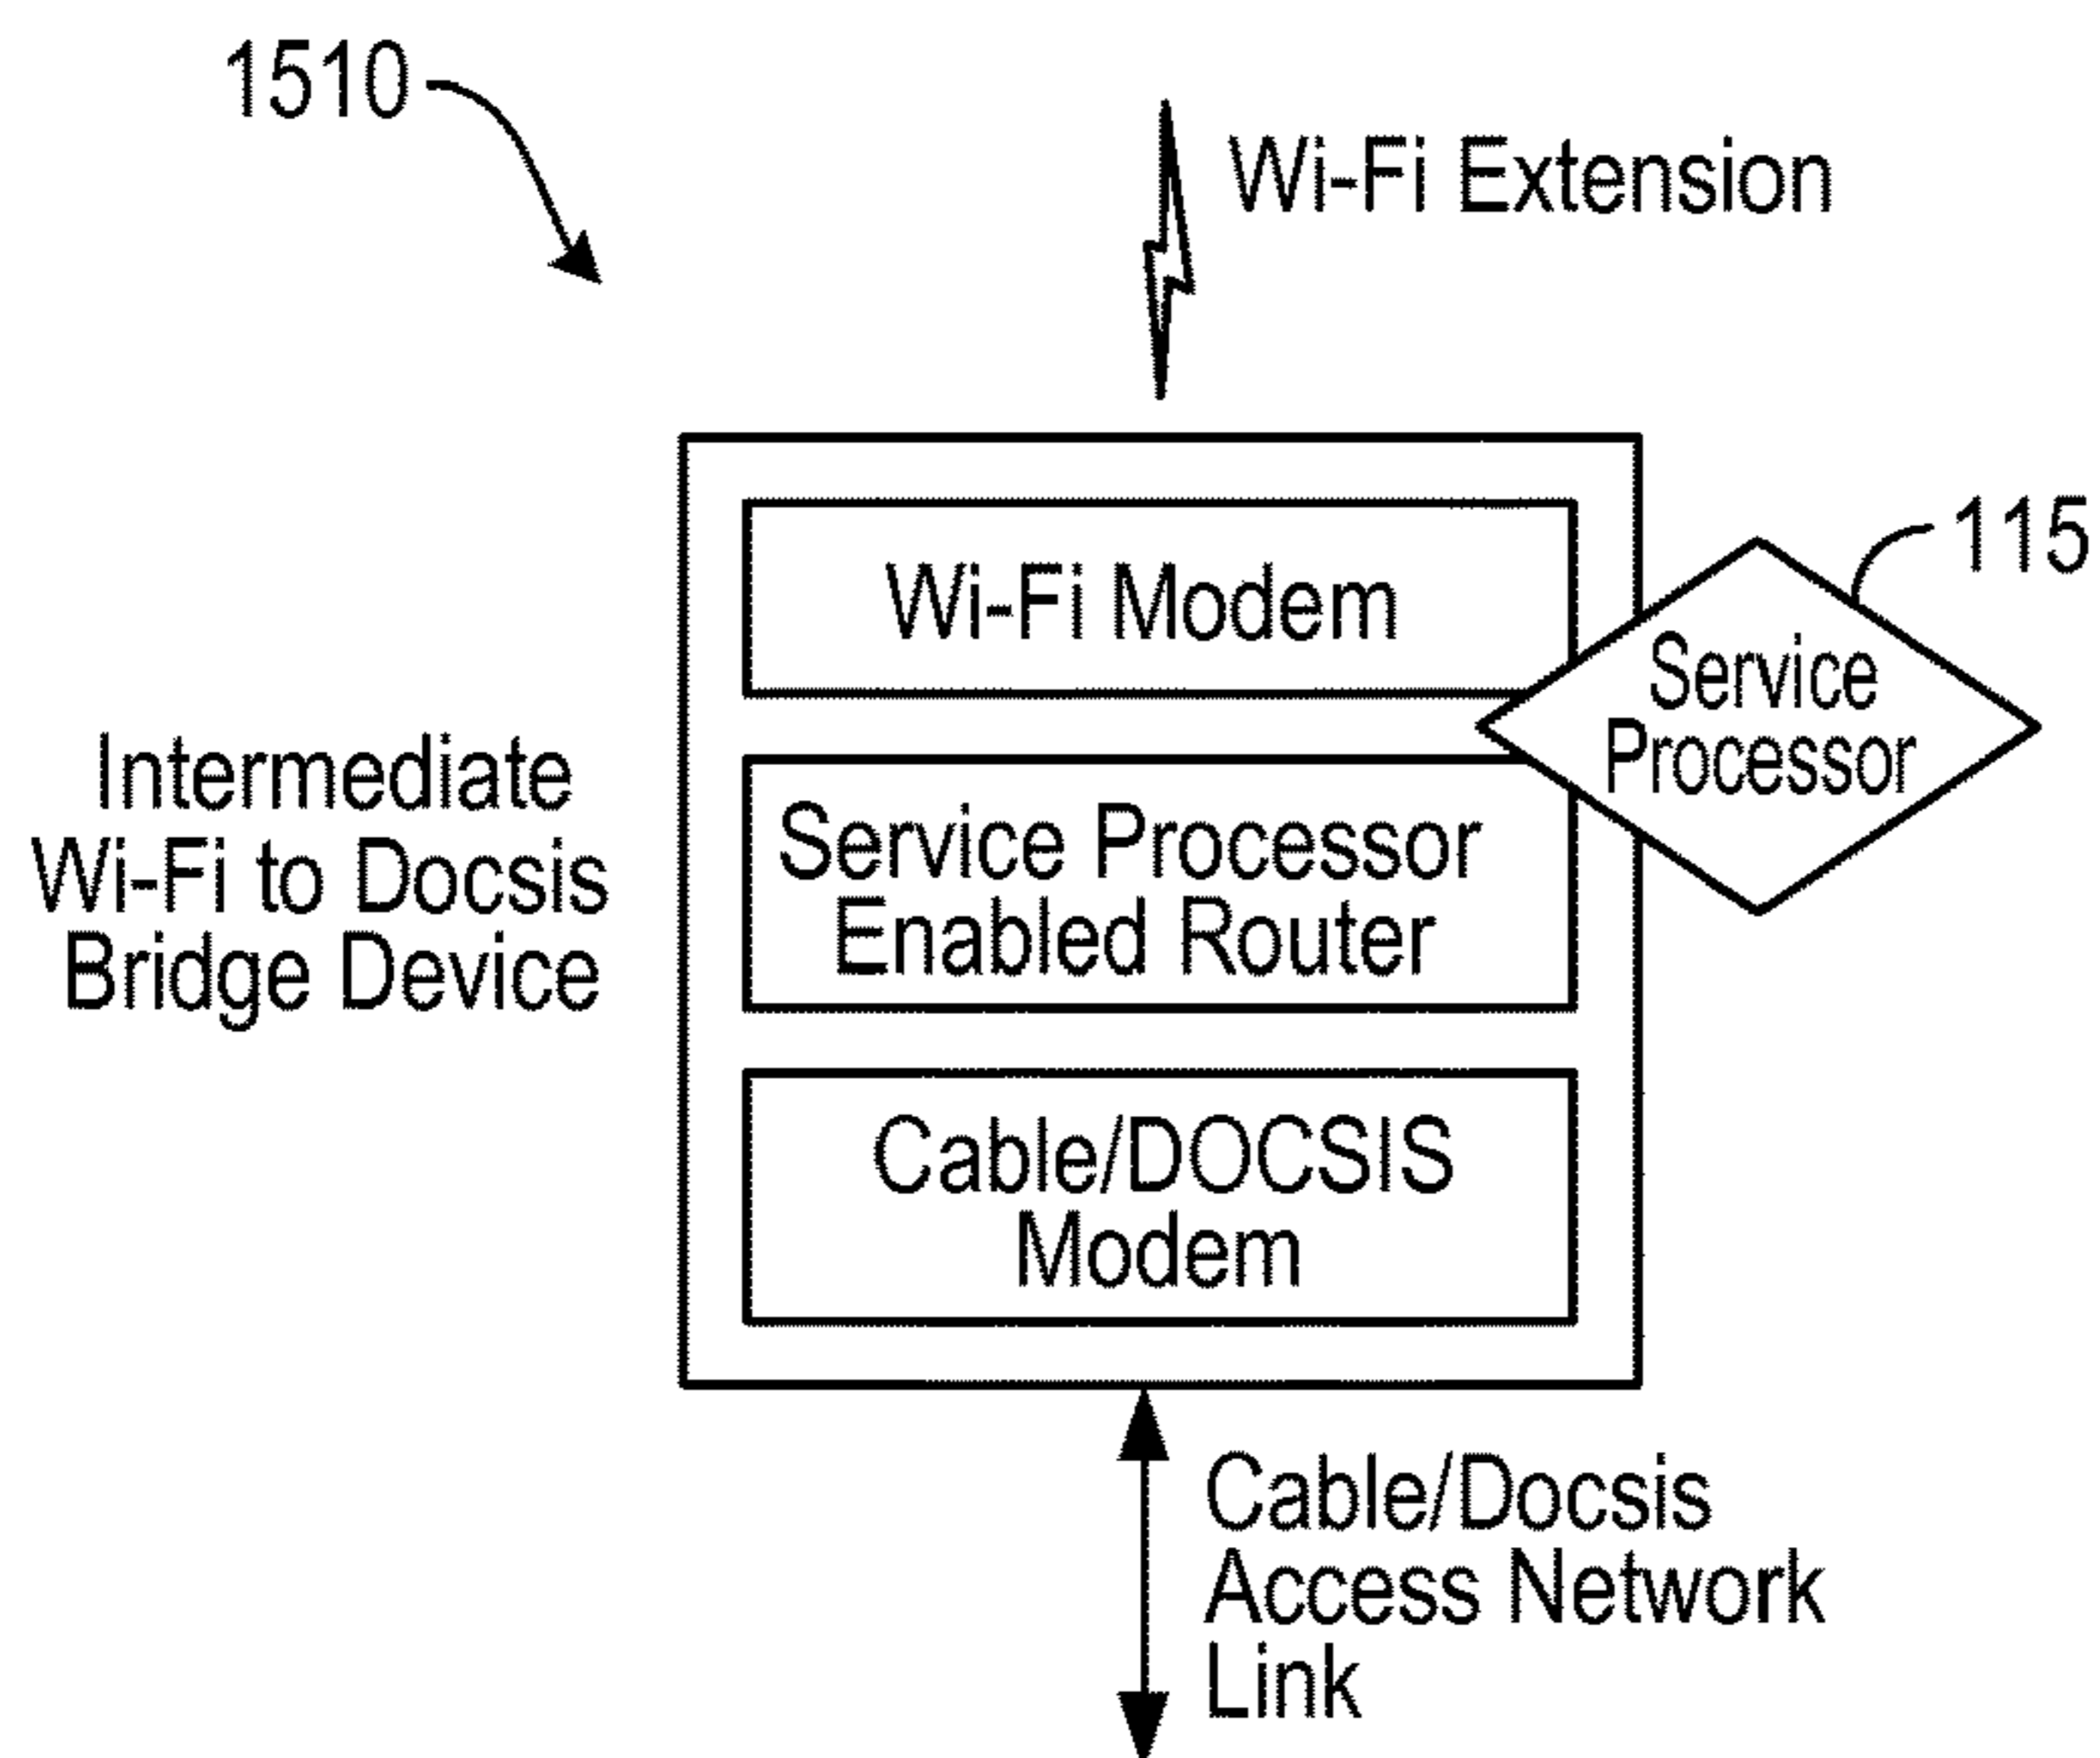 1510
Wi-Fi Extension
Wi-Fi Modem
115
Service
Processor
Intermediate
Wi-Fi to Docsis
Bridge Device
Service Processor
Enabled Router
Cable/DOCSIS
Modem
Cable/Docsis
Access Network
Link